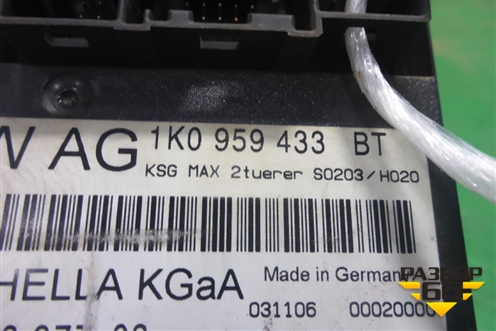 W AG 1K0 959 433 BT
KSG MAX 2tuerer S0203/H020
HELLA KGaA Made in German
031106 00020000
РАЗБОР